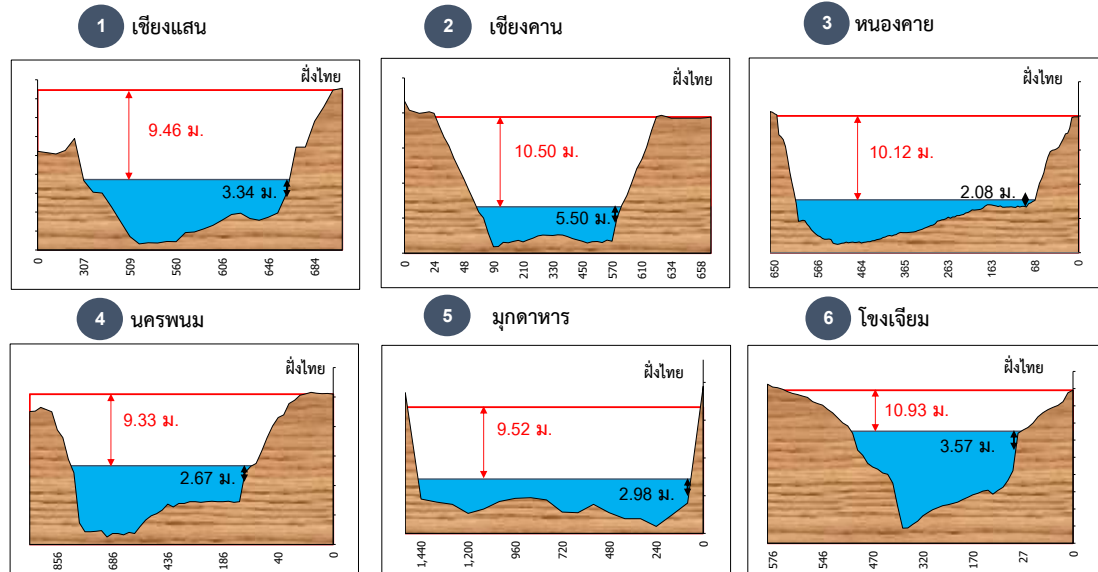 1 เชียงแสน
2 เชียงคาน
3 หนองคาย
ฝั่งไทย
9.46 ม.
3.34 ม.
0 307 509 560 606 646 684
ฝั่งไทย
10.50 ม.
5.50 ม.
0 24 48 90 210 330 450 570 610 634 658
ฝั่งไทย
10.12 ม.
2.08 ม.
650 566 464 365 263 163 68 0
4 นครพนม
5 มุกดาหาร
6 โขงเจียม
ฝั่งไทย
9.33 ม.
2.67 ม.
856 686 436 186 40 0
ฝั่งไทย
9.52 ม.
2.98 ม.
1,440 1,200 960 720 480 240 0
ฝั่งไทย
10.93 ม.
3.57 ม.
576 546 470 320 170 27 0